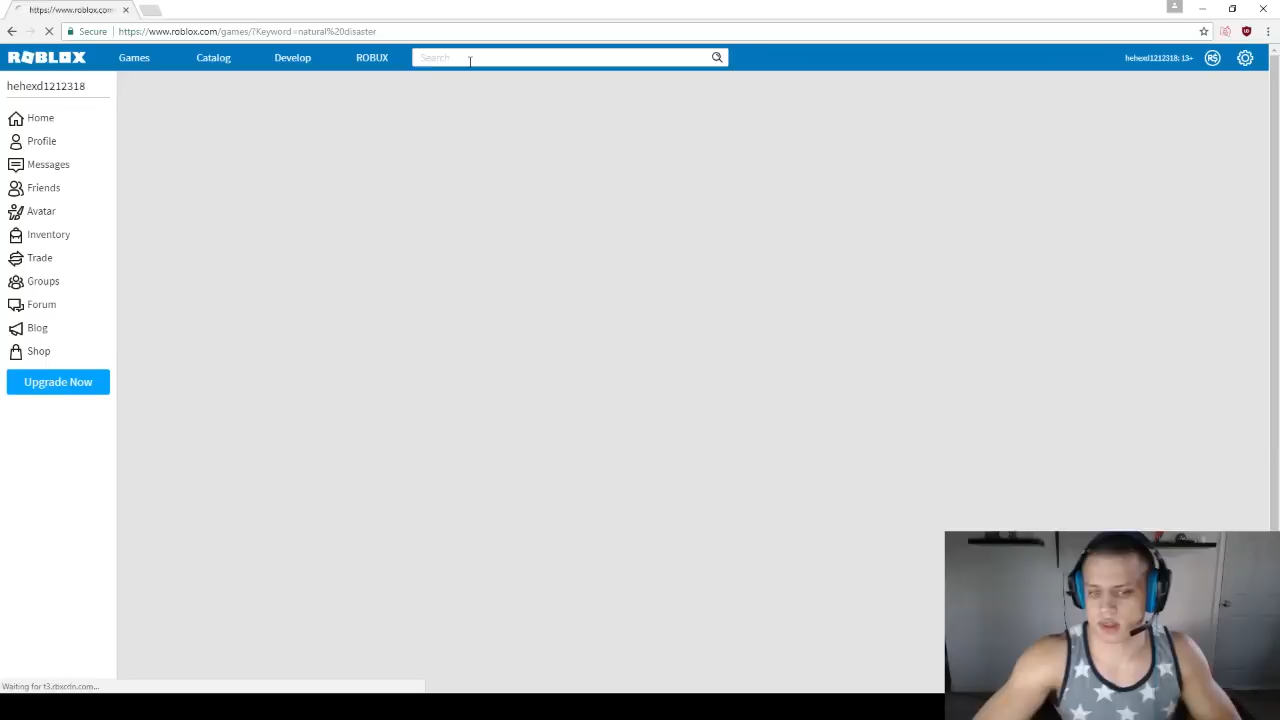 https://www.roblox.com/
Secure https://www.roblox.com/games/?Keyword=natural%20disaster
ROBLOX Games Catalog Develop ROBUX Search hehexd1212318: 13+ R$
hehexd1212318
Home
Profile
Messages
Friends
Avatar
Inventory
Trade
Groups
Forum
Blog
Shop
Upgrade Now
Waiting for t3.rbxcdn.com...